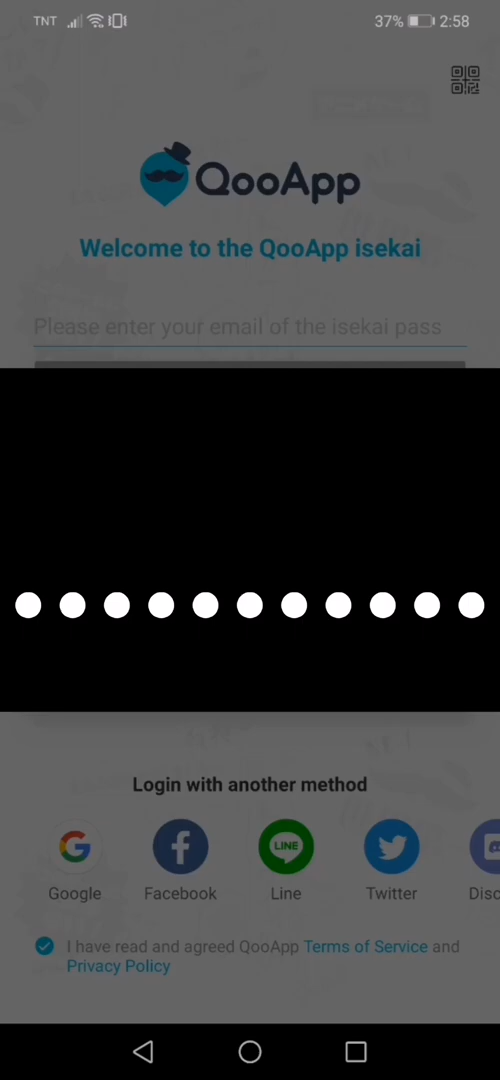 TNT
37% 2:58
QooApp
Welcome to the QooApp isekai
Please enter your email of the isekai pass
Login with another method
LINE
Google
Facebook
Line
Twitter
Disc
I have read and agreed QooApp Terms of Service and
Privacy Policy